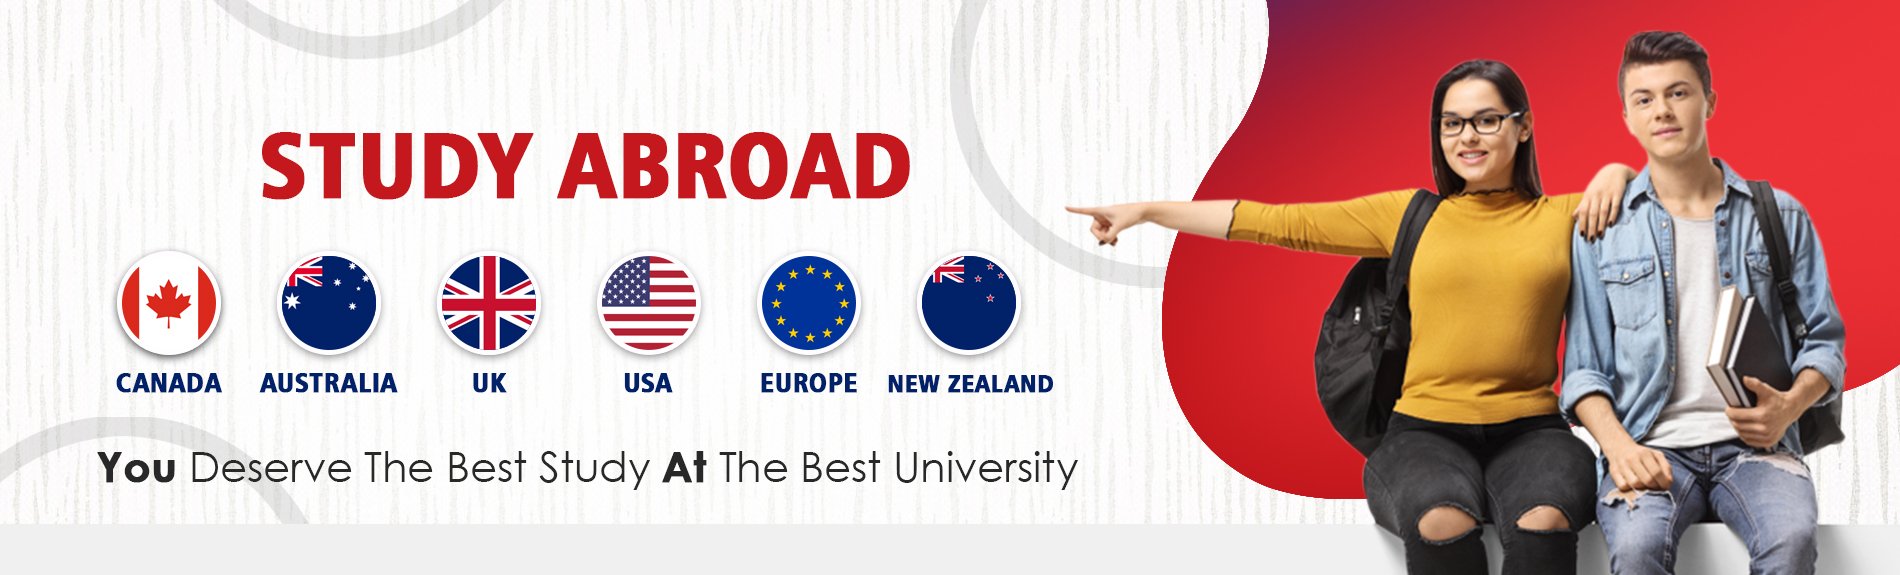 STUDY ABROAD
CANADA AUSTRALIA UK USA EUROPE NEW ZEALAND
You Deserve The Best Study At The Best University